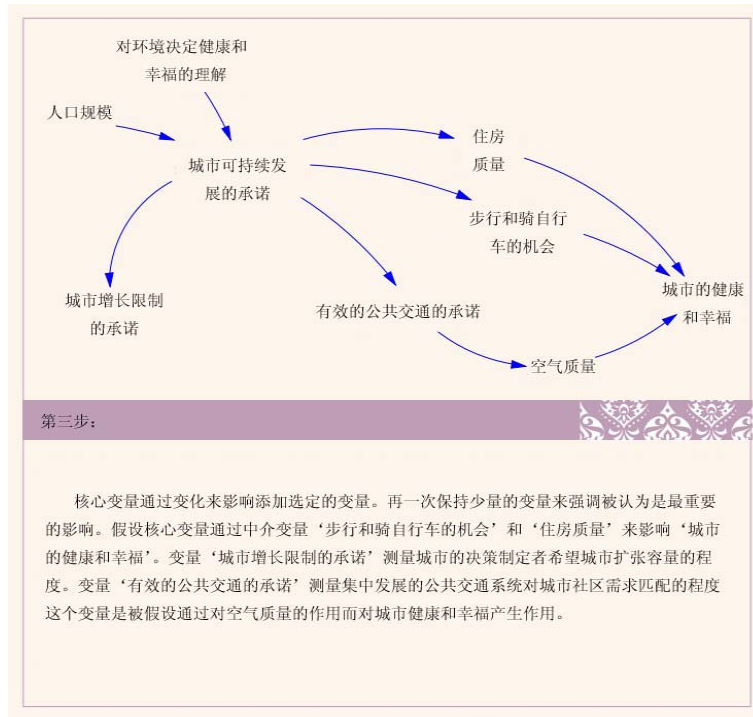 对环境决定健康和
幸福的理解
人口规模
城市可持续发
展的承诺
住房
质量
步行和骑自行
车的机会
城市增长限制
的承诺
有效的公共交通的承诺
城市的健康
和幸福
空气质量
第三步：
核心变量通过变化来影响添加选定的变量。再一次保持少量的变量来强调被认为是最重要
的影响。假设核心变量通过中介变量‘步行和骑自行车的机会’和‘住房质量’来影响‘城市
的健康和幸福’。变量‘城市增长限制的承诺’测量城市的决策制定者希望城市扩张容量的程
度。变量‘有效的公共交通的承诺’测量集中发展的公共交通系统对城市社区需求匹配的程度
这个变量是被假设通过对空气质量的作用而对城市健康和幸福产生作用。